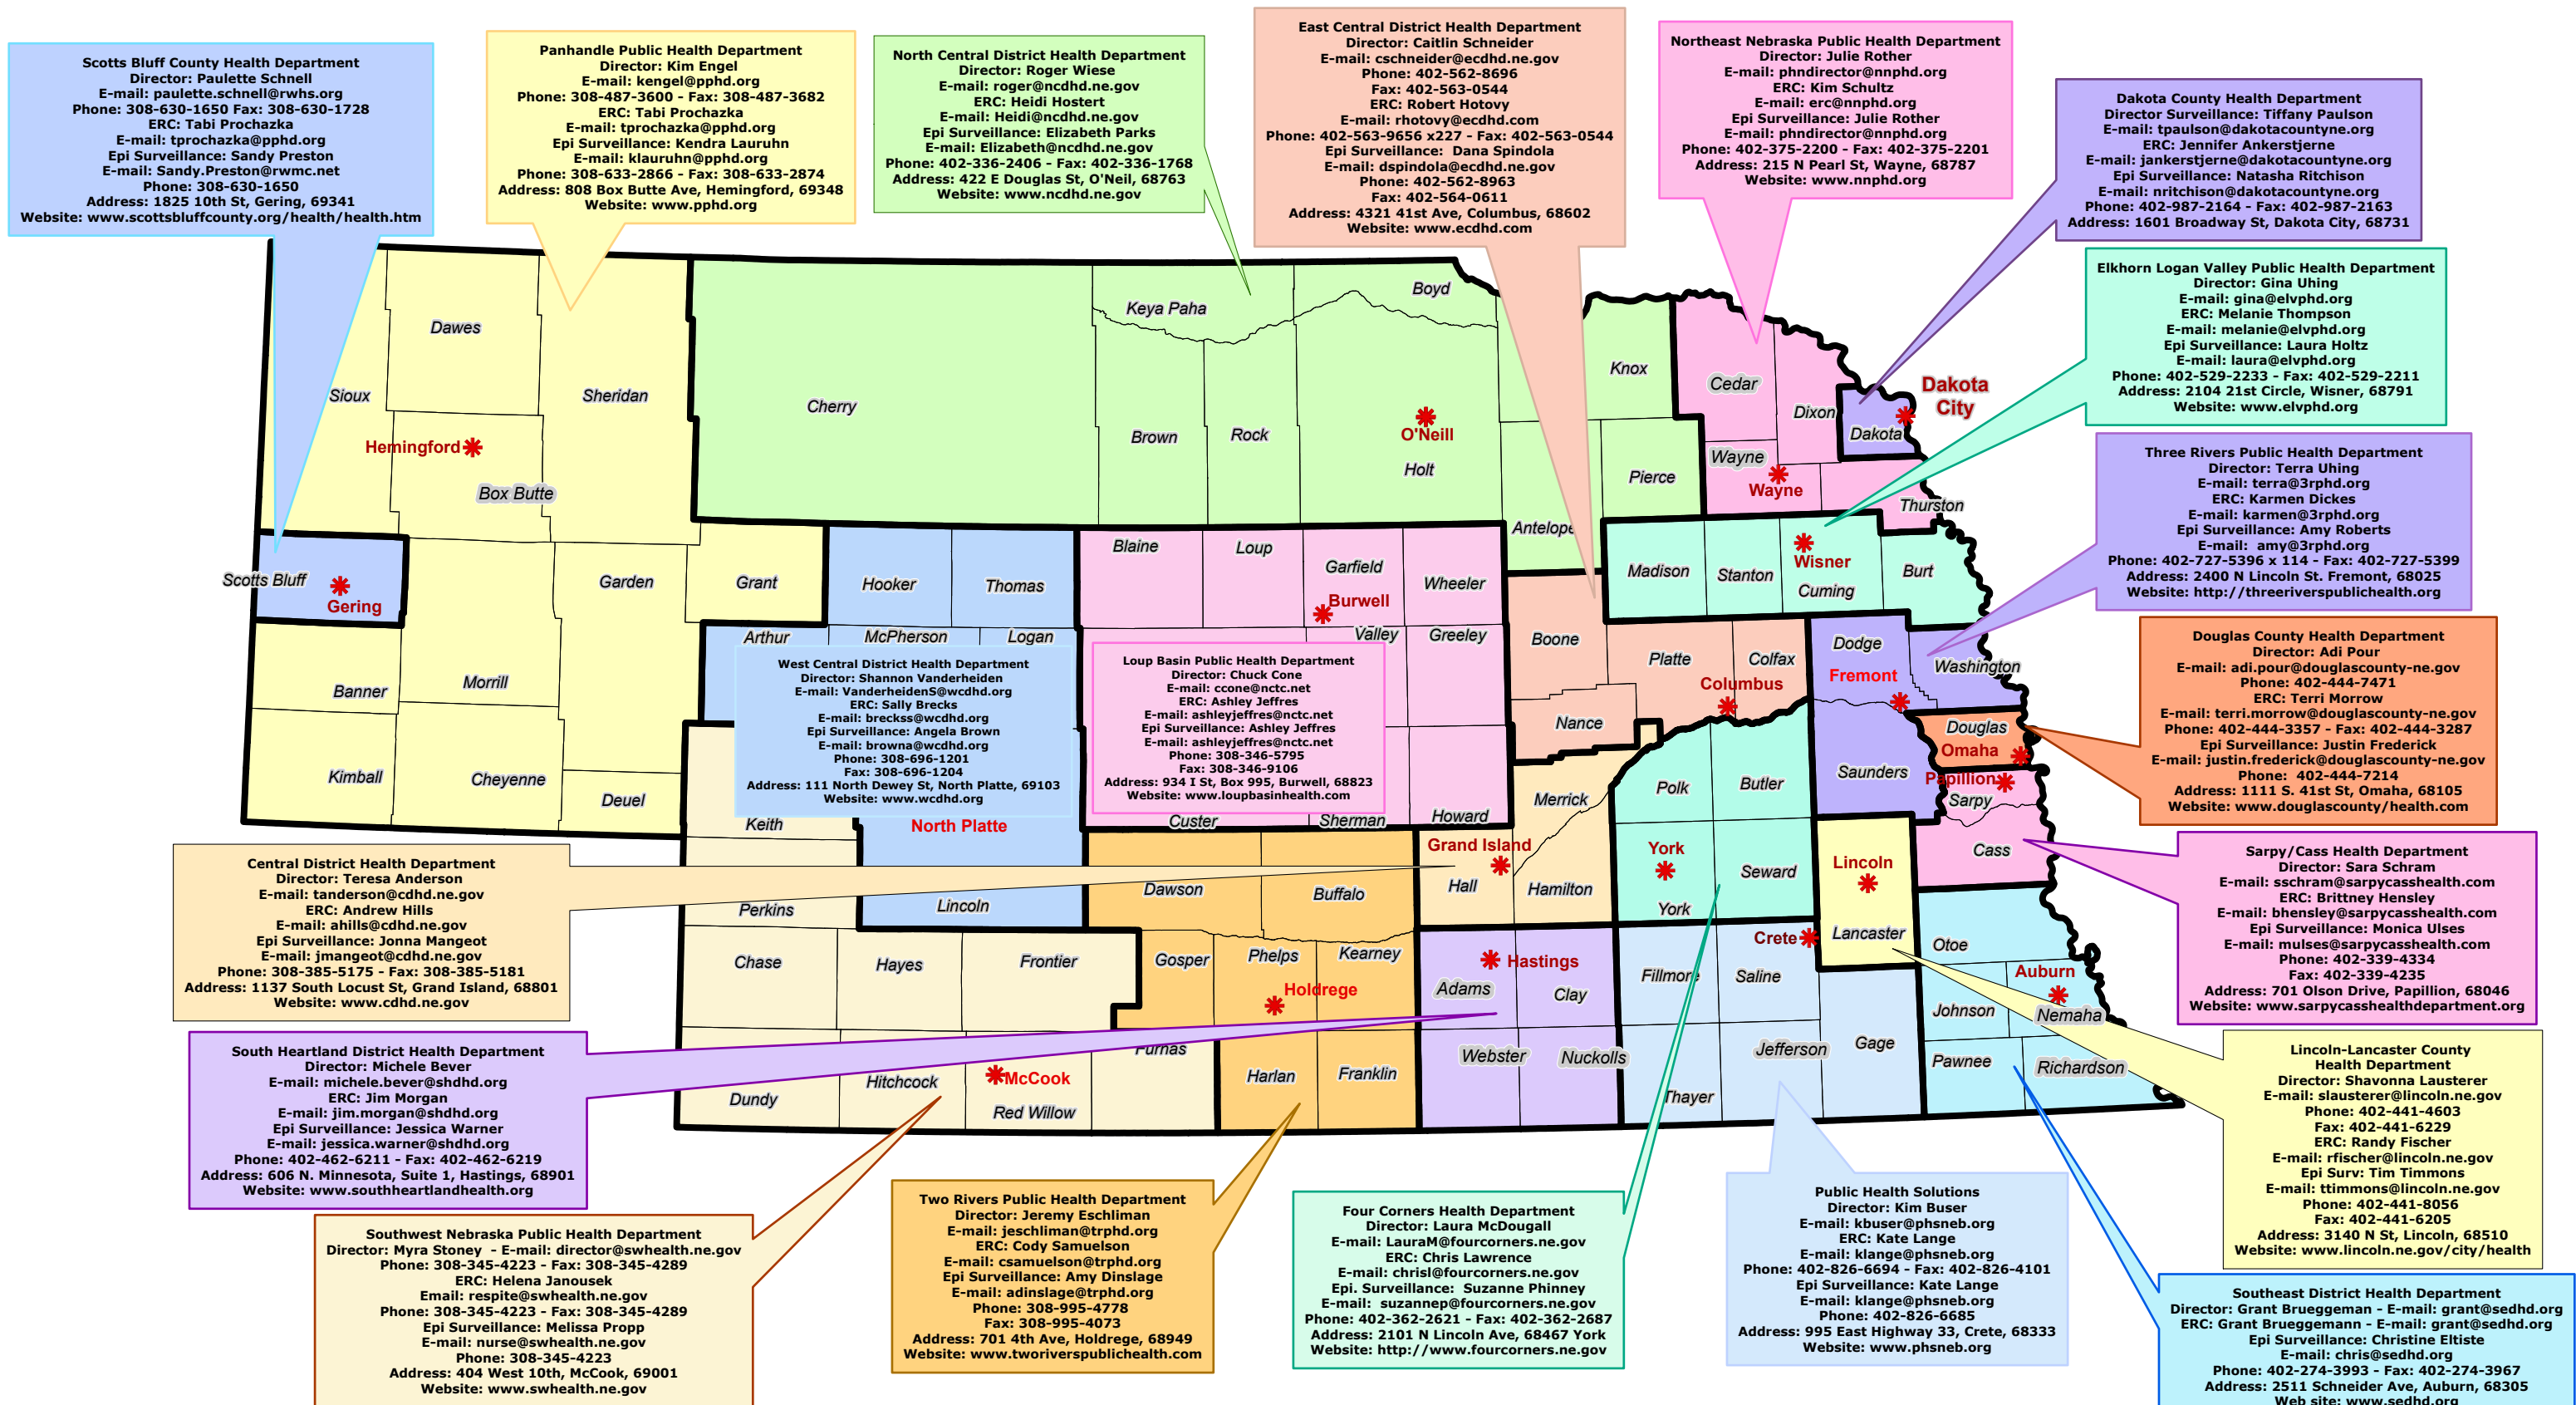 Scotts Bluff County Health Department
Director: Paulette Schnell
E-mail: paulette.schnell@rwhs.org
Phone: 308-630-1650 Fax: 308-630-1728
ERC: Tabi Prochazka
E-mail: tprochazka@pphd.org
Epi Surveillance: Sandy Preston
E-mail: Sandy.Preston@rwmc.net
Phone: 308-630-1650
Address: 1825 10th St, Gering, 69341
Website: www.scottsbluffcounty.org/health/health.htm
Panhandle Public Health Department
Director: Kim Engel
E-mail: kengel@pphd.org
Phone: 308-487-3600 - Fax: 308-487-3682
ERC: Tabi Prochazka
E-mail: tprochazka@pphd.org
Epi Surveillance: Kendra Lauruhn
E-mail: klauruhn@pphd.org
Phone: 308-633-2866 - Fax: 308-633-2874
Address: 808 Box Butte Ave, Hemingford, 69348
Website: www.pphd.org
North Central District Health Department
Director: Roger Wiese
E-mail: roger@ncdhd.ne.gov
ERC: Heidi Hostert
E-mail: Heidi@ncdhd.ne.gov
Epi Surveillance: Elizabeth Parks
E-mail: Elizabeth@ncdhd.ne.gov
Phone: 402-336-2406 - Fax: 402-336-1768
Address: 422 E Douglas St, O'Neil, 68763
Website: www.ncdhd.ne.gov
East Central District Health Department
Director: Caitlin Schneider
E-mail: cschneider@ecdhd.ne.gov
Phone: 402-562-8696
Fax: 402-563-0544
ERC: Robert Hotovy
E-mail: rhotovy@ecdhd.com
Phone: 402-563-9656 x227 - Fax: 402-563-0544
Epi Surveillance: Dana Spindola
E-mail: dspindola@ecdhd.ne.gov
Phone: 402-562-8963
Fax: 402-564-0611
Address: 4321 41st Ave, Columbus, 68602
Website: www.ecdhd.com
Northeast Nebraska Public Health Department
Director: Julie Rother
E-mail: phndirector@nnphd.org
ERC: Kim Schultz
E-mail: erc@nnphd.org
Epi Surveillance: Julie Rother
E-mail: phndirector@nnphd.org
Phone: 402-375-2200 - Fax: 402-375-2201
Address: 215 N Pearl St, Wayne, 68787
Website: www.nnphd.org
Dakota County Health Department
Director Surveillance: Tiffany Paulson
E-mail: tpaulson@dakotacountyne.org
ERC: Jennifer Ankerstjerne
E-mail: jankerstjerne@dakotacountyne.org
Epi Surveillance: Natasha Ritchison
E-mail: nritchison@dakotacountyne.org
Phone: 402-987-2164 - Fax: 402-987-2163
Address: 1601 Broadway St, Dakota City, 68731
Elkhorn Logan Valley Public Health Department
Director: Gina Uhing
E-mail: gina@elvphd.org
ERC: Melanie Thompson
E-mail: melanie@elvphd.org
Epi Surveillance: Laura Holtz
E-mail: laura@elvphd.org
Phone: 402-529-2233 - Fax: 402-529-2211
Address: 2104 21st Circle, Wisner, 68791
Website: www.elvphd.org
Three Rivers Public Health Department
Director: Terra Uhing
E-mail: terra@3rphd.org
ERC: Karmen Dickes
E-mail: karmen@3rphd.org
Epi Surveillance: Amy Roberts
E-mail: amy@3rphd.org
Phone: 402-727-5396 x 114 - Fax: 402-727-5399
Address: 2400 N Lincoln St. Fremont, 68025
Website: http://threeriverspublichealth.org
Douglas County Health Department
Director: Adi Pour
E-mail: adi.pour@douglascounty-ne.gov
Phone: 402-444-7471
ERC: Terri Morrow
E-mail: terri.morrow@douglascounty-ne.gov
Phone: 402-444-3357 - Fax: 402-444-3287
Epi Surveillance: Justin Frederick
E-mail: justin.frederick@douglascounty-ne.gov
Phone: 402-444-7214
Address: 1111 S. 41st St, Omaha, 68105
Website: www.douglascounty/health.com
Sarpy/Cass Health Department
Director: Sara Schram
E-mail: sschram@sarpycasshealth.com
ERC: Brittney Hensley
E-mail: bhensley@sarpycasshealth.com
Epi Surveillance: Monica Ulses
E-mail: mulses@sarpycasshealth.com
Phone: 402-339-4334
Fax: 402-339-4235
Address: 701 Olson Drive, Papillion, 68046
Website: www.sarpycasshealthdepartment.org
Lincoln-Lancaster County
Health Department
Director: Shavonna Lausterer
E-mail: slausterer@lincoln.ne.gov
Phone: 402-441-4603
Fax: 402-441-6229
ERC: Randy Fischer
E-mail: rfischer@lincoln.ne.gov
Epi Surv: Tim Timmons
E-mail: ttimmons@lincoln.ne.gov
Phone: 402-441-8056
Fax: 402-441-6205
Address: 3140 N St, Lincoln, 68510
Website: www.lincoln.ne.gov/city/health
Southeast District Health Department
Director: Grant Brueggeman - E-mail: grant@sedhd.org
ERC: Grant Brueggemann - E-mail: grant@sedhd.org
Epi Surveillance: Christine Eltiste
E-mail: chris@sedhd.org
Phone: 402-274-3993 - Fax: 402-274-3967
Address: 2511 Schneider Ave, Auburn, 68305
Web site: www.sedhd.org
West Central District Health Department
Director: Shannon Vanderheiden
E-mail: VanderheidenS@wcdhd.org
ERC: Sally Brecks
E-mail: breckss@wcdhd.org
Epi Surveillance: Angela Brown
E-mail: browna@wcdhd.org
Phone: 308-696-1201
Fax: 308-696-1204
Address: 111 North Dewey St, North Platte, 69103
Website: www.wcdhd.org
Loup Basin Public Health Department
Director: Chuck Cone
E-mail: ccone@nctc.net
ERC: Ashley Jeffres
E-mail: ashleyjeffres@nctc.net
Epi Surveillance: Ashley Jeffres
E-mail: ashleyjeffres@nctc.net
Phone: 308-346-5795
Fax: 308-346-9106
Address: 934 I St, Box 995, Burwell, 68823
Website: www.loupbasinhealth.com
Central District Health Department
Director: Teresa Anderson
E-mail: tanderson@cdhd.ne.gov
ERC: Andrew Hills
E-mail: ahills@cdhd.ne.gov
Epi Surveillance: Jonna Mangeot
E-mail: jmangeot@cdhd.ne.gov
Phone: 308-385-5175 - Fax: 308-385-5181
Address: 1137 South Locust St, Grand Island, 68801
Website: www.cdhd.ne.gov
South Heartland District Health Department
Director: Michele Bever
E-mail: michele.bever@shdhd.org
ERC: Jim Morgan
E-mail: jim.morgan@shdhd.org
Epi Surveillance: Jessica Warner
E-mail: jessica.warner@shdhd.org
Phone: 402-462-6211 - Fax: 402-462-6219
Address: 606 N. Minnesota, Suite 1, Hastings, 68901
Website: www.southheartlandhealth.org
Southwest Nebraska Public Health Department
Director: Myra Stoney - E-mail: director@swhealth.ne.gov
Phone: 308-345-4223 - Fax: 308-345-4289
ERC: Helena Janousek
Email: respite@swhealth.ne.gov
Phone: 308-345-4223 - Fax: 308-345-4289
Epi Surveillance: Melissa Propp
E-mail: nurse@swhealth.ne.gov
Phone: 308-345-4223
Address: 404 West 10th, McCook, 69001
Website: www.swhealth.ne.gov
Two Rivers Public Health Department
Director: Jeremy Eschliman
E-mail: jeschliman@trphd.org
ERC: Cody Samuelson
E-mail: csamuelson@trphd.org
Epi Surveillance: Amy Dinslage
E-mail: adinslage@trphd.org
Phone: 308-995-4778
Fax: 308-995-4073
Address: 701 4th Ave, Holdrege, 68949
Website: www.tworiverspublichealth.com
Four Corners Health Department
Director: Laura McDougall
E-mail: LauraM@fourcorners.ne.gov
ERC: Chris Lawrence
E-mail: chrisl@fourcorners.ne.gov
Epi. Surveillance: Suzanne Phinney
E-mail: suzannep@fourcorners.ne.gov
Phone: 402-362-2621 - Fax: 402-362-2687
Address: 2101 N Lincoln Ave, 68467 York
Website: http://www.fourcorners.ne.gov
Public Health Solutions
Director: Kim Buser
E-mail: kbuser@phsneb.org
ERC: Kate Lange
E-mail: klange@phsneb.org
Phone: 402-826-6694 - Fax: 402-826-4101
Epi Surveillance: Kate Lange
E-mail: klange@phsneb.org
Phone: 402-826-6685
Address: 995 East Highway 33, Crete, 68333
Website: www.phsneb.org
Sioux
Dawes
Sheridan
Hemingford
Box Butte
Scotts Bluff
Gering
Banner
Morrill
Garden
Grant
Kimball
Cheyenne
Deuel
Cherry
Keya Paha
Boyd
Brown
Rock
O'Neill
Holt
Knox
Pierce
Antelope
Cedar
Dixon
Dakota
Dakota
City
Wayne
Wayne
Thurston
Hooker
Thomas
Arthur
McPherson
Logan
Blaine
Loup
Garfield
Wheeler
Burwell
Valley
Greeley
Custer
Sherman
Howard
Boone
Platte
Colfax
Columbus
Nance
Madison
Stanton
Wisner
Cuming
Burt
Dodge
Washington
Fremont
Saunders
Douglas
Omaha
Papillion
Sarpy
Cass
Keith
North Platte
Perkins
Lincoln
Chase
Hayes
Frontier
Dundy
Hitchcock
McCook
Red Willow
Furnas
Dawson
Buffalo
Gosper
Phelps
Kearney
Holdrege
Harlan
Franklin
Grand Island
Hall
Merrick
Hamilton
Hastings
Adams
Clay
Webster
Nuckolls
Polk
Butler
York
York
Seward
Crete
Fillmore
Saline
Thayer
Jefferson
Gage
Lincoln
Lancaster
Otoe
Auburn
Johnson
Nemaha
Pawnee
Richardson